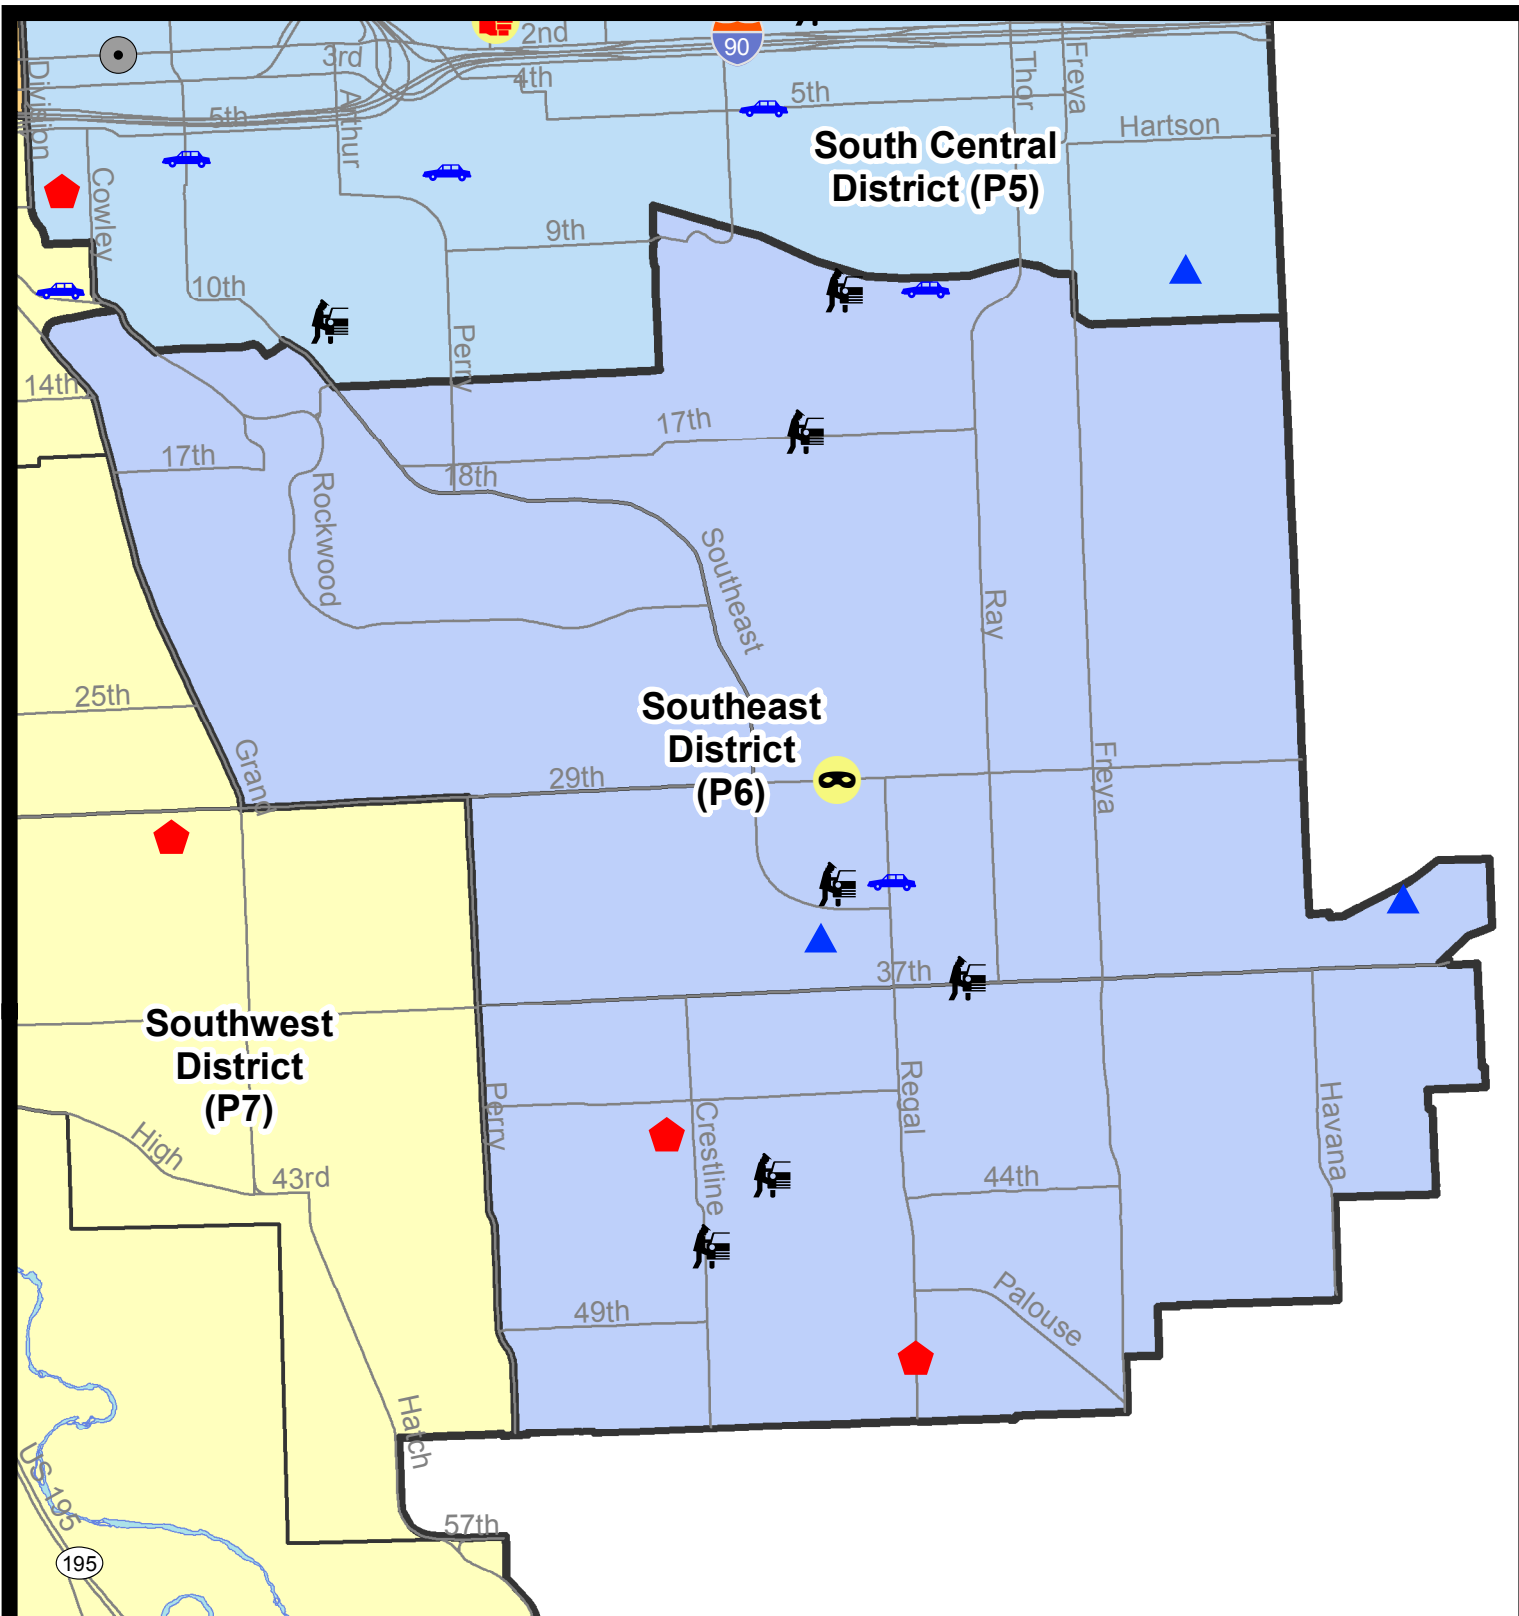 2nd
90
3rd
4th
5th
5th
Division
Arthur
Thor
Freya
Hartson
South Central
District (P5)
Cowley
9th
10th
Perry
14th
17th
17th
18th
Rockwood
Southeast
Ray
25th
Southeast
District
(P6)
Grand
29th
Freya
37th
Southwest
District
(P7)
Perry
Crestline
Regal
Havana
High
43rd
44th
49th
Palouse
Hatch
US 195
57th
195